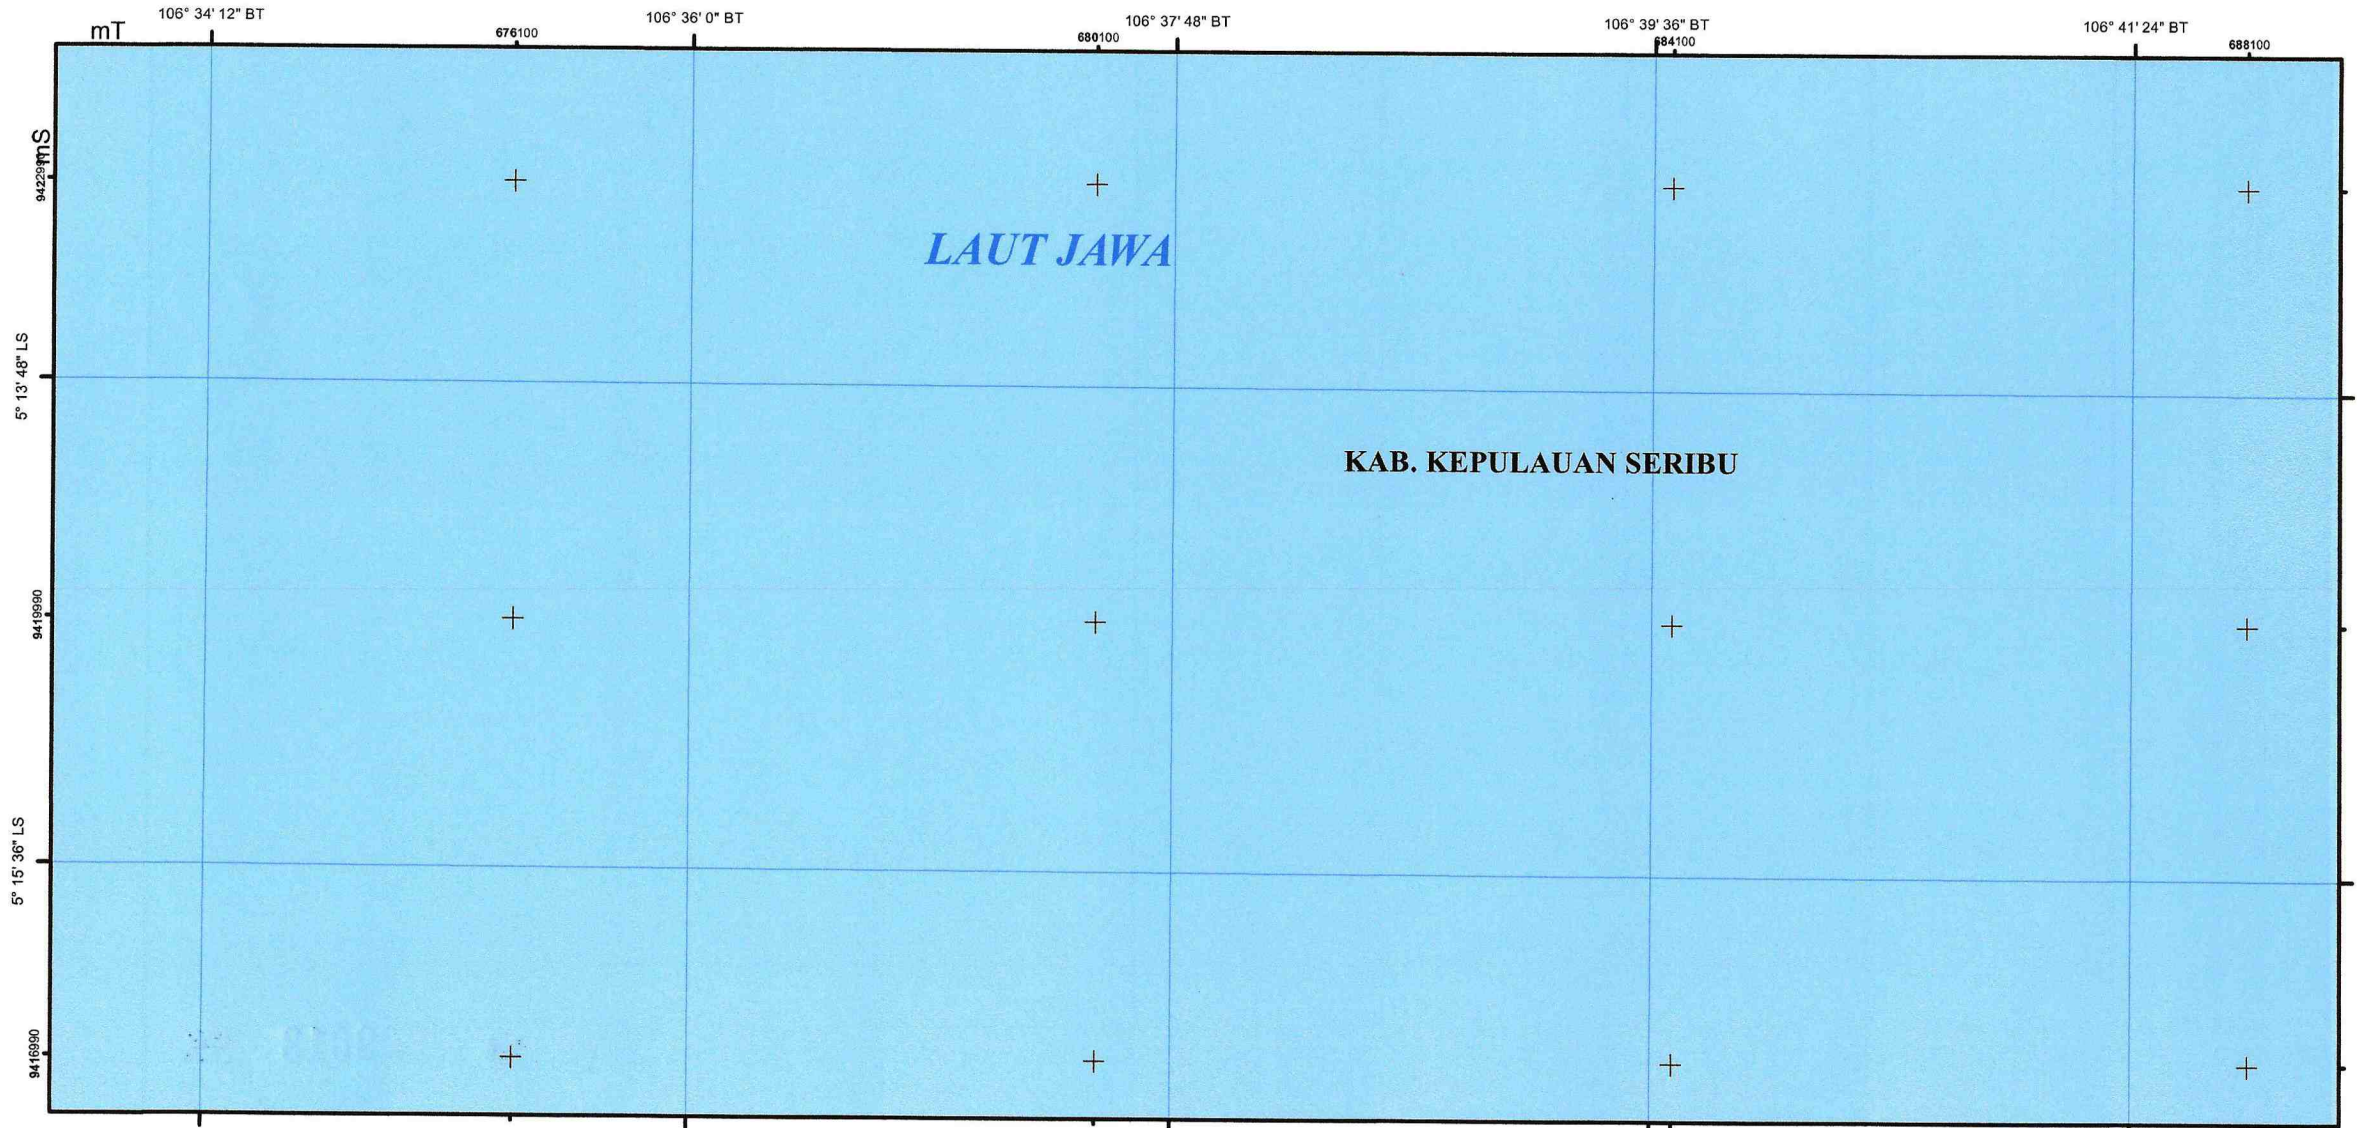 106° 34' 12" BT
106° 36' 0" BT
106° 37' 48" BT
106° 39' 36" BT
106° 41' 24" BT
mT
676100
680100
684100
688100
mS
9422990
LAUT JAWA
5° 13' 48" LS
KAB. KEPULAUAN SERIBU
9419990
5° 15' 36" LS
9416990